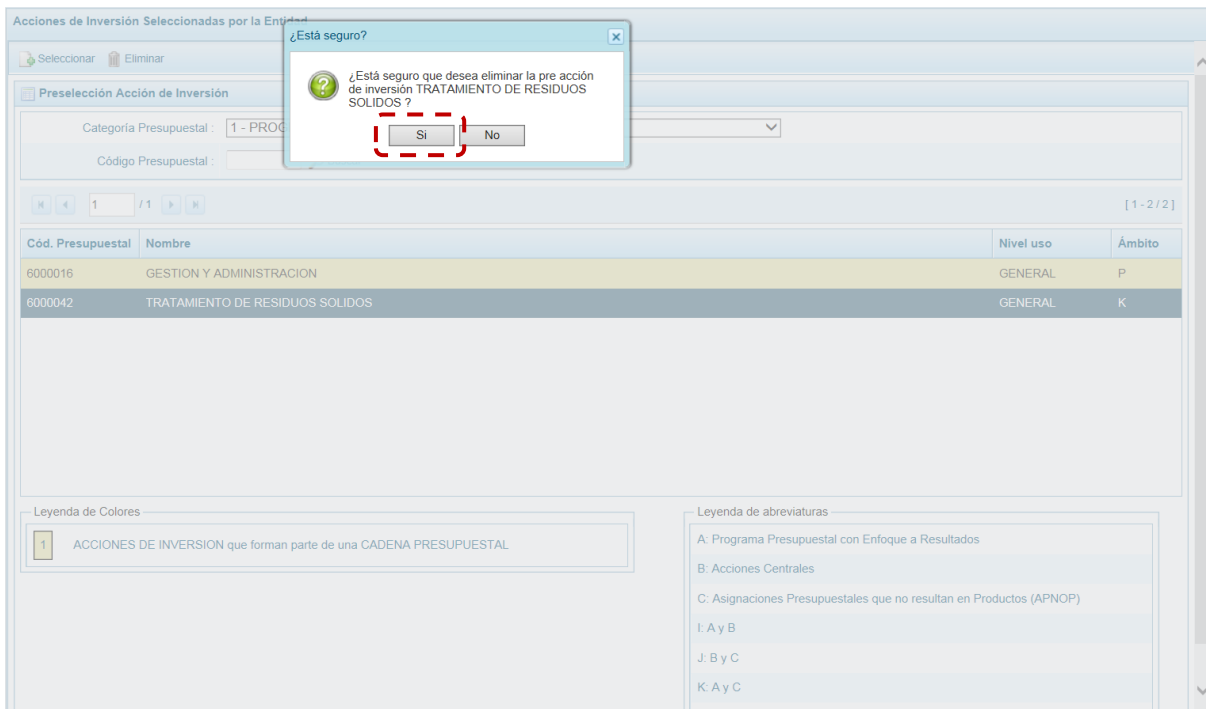 Acciones de Inversión Seleccionadas por la Entidad
¿Está seguro?
Seleccionar Eliminar
¿Está seguro que desea eliminar la pre acción
de inversión TRATAMIENTO DE RESIDUOS
SOLIDOS ?
Si No
Preselección Acción de Inversión
Categoría Presupuestal : 1 - PROG
Código Presupuestal :
1 / 1 [ 1 - 2 / 2 ]
Cód. Presupuestal Nombre Nivel uso Ámbito
6000016 GESTION Y ADMINISTRACION GENERAL P
6000042 TRATAMIENTO DE RESIDUOS SOLIDOS GENERAL K
Leyenda de Colores
1 ACCIONES DE INVERSION que forman parte de una CADENA PRESUPUESTAL
Leyenda de abreviaturas
A: Programa Presupuestal con Enfoque a Resultados
B: Acciones Centrales
C: Asignaciones Presupuestales que no resultan en Productos (APNOP)
I: A y B
J: B y C
K: A y C